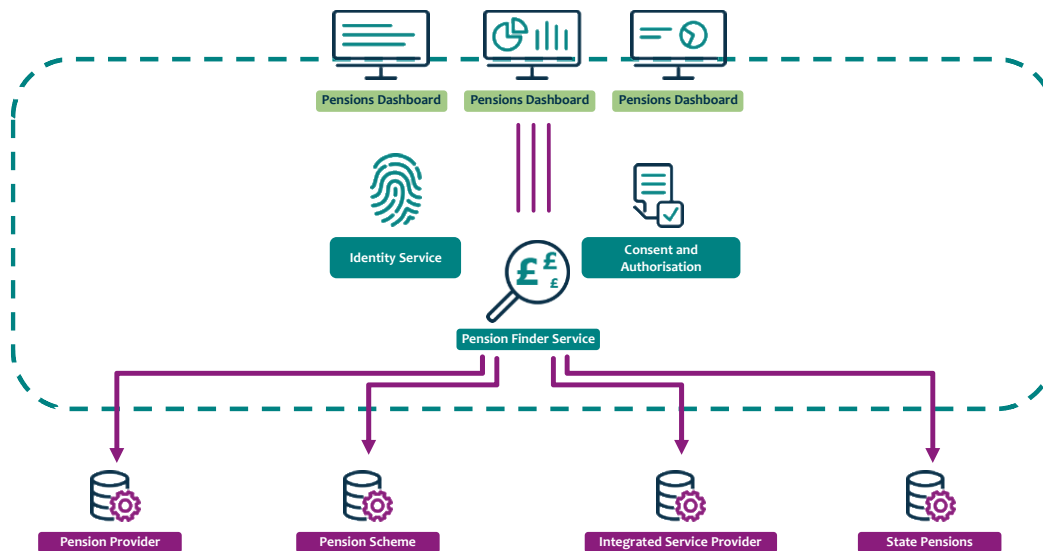 Pensions Dashboard
Pensions Dashboard
Pensions Dashboard
Identity Service
Consent and
Authorisation
£ £ £
Pension Finder Service
Pension Provider
Pension Scheme
Integrated Service Provider
State Pensions